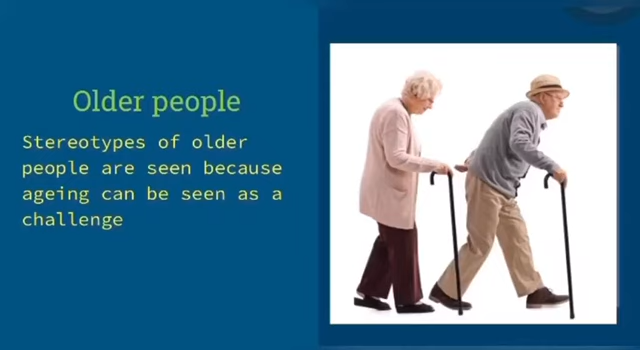 Older people
Stereotypes of older
people are seen because
ageing can be seen as a
challenge